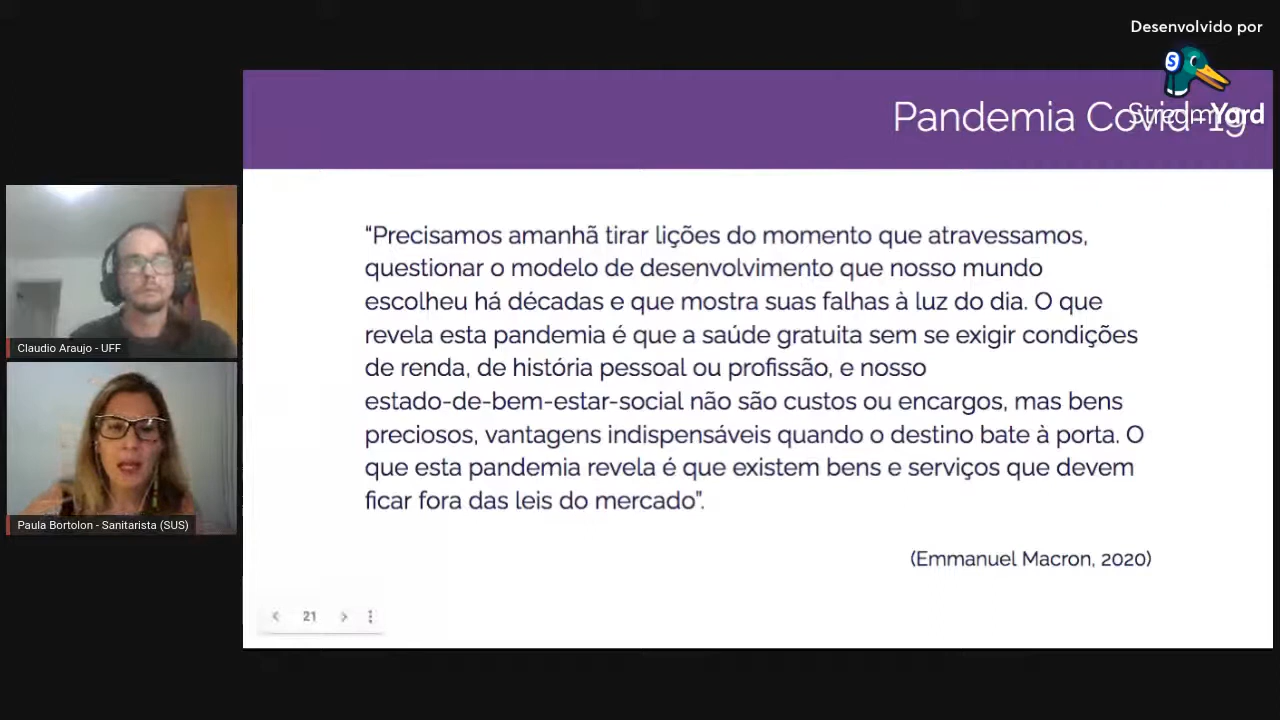 Desenvolvido por
StreamYard
Pandemia Covid-19
“Precisamos amanhã tirar lições do momento que atravessamos,
questionar o modelo de desenvolvimento que nosso mundo
escolheu há décadas e que mostra suas falhas à luz do dia. O que
revela esta pandemia é que a saúde gratuita sem se exigir condições
de renda, de história pessoal ou profissão, e nosso
estado-de-bem-estar-social não são custos ou encargos, mas bens
preciosos, vantagens indispensáveis quando o destino bate à porta. O
que esta pandemia revela é que existem bens e serviços que devem
ficar fora das leis do mercado”.
(Emmanuel Macron, 2020)
21
Claudio Araujo - UFF
Paula Bortolon - Sanitarista (SUS)